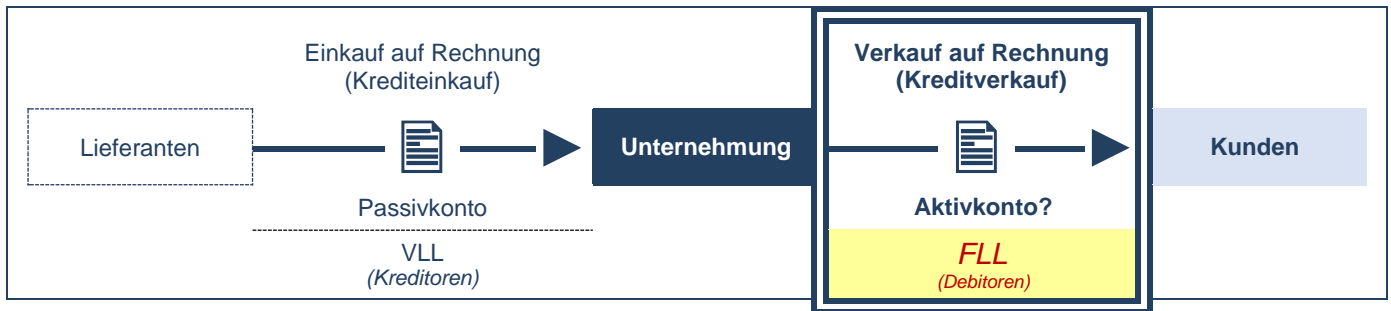 Einkauf auf Rechnung
(Krediteinkauf)
Verkauf auf Rechnung
(Kreditverkauf)
Lieferanten
Unternehmung
Kunden
Passivkonto
Aktivkonto?
VLL
(Kreditoren)
FLL
(Debitoren)